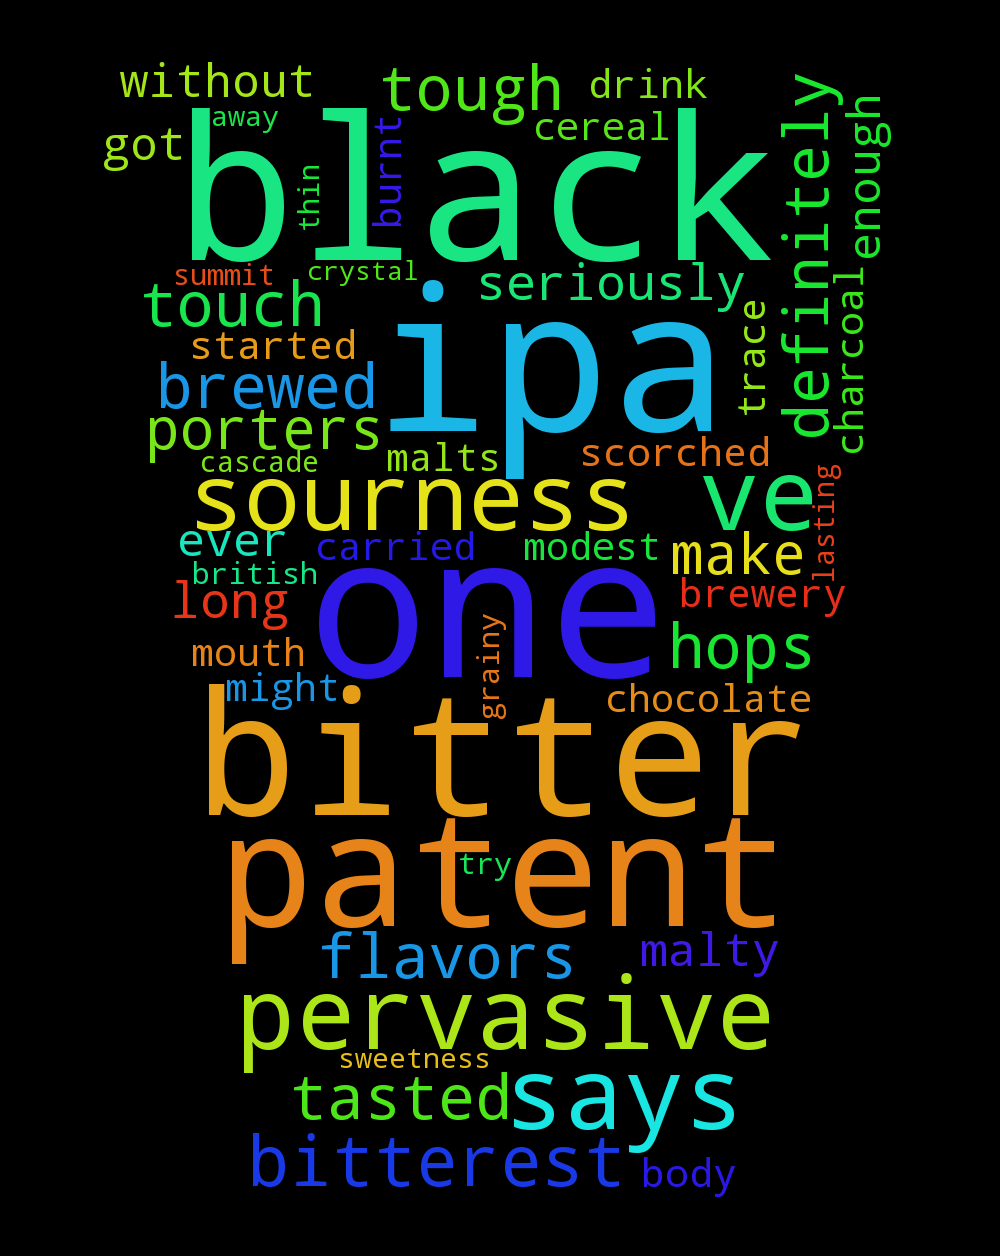 without
tough
drink
away
cereal
got
black
thin
burnt
definitely
enough
summit
crystal
seriously
touch
ipa
started
trace
charcoal
brewed
porters
malts
scorched
cascade
sourness
ve
lasting
ever
carried
modest
make
british
one
brewery
long
mouth
grainy
hops
might
chocolate
bitter
patent
try
flavors
malty
pervasive
sweetness
tasted
says
bitterest
body